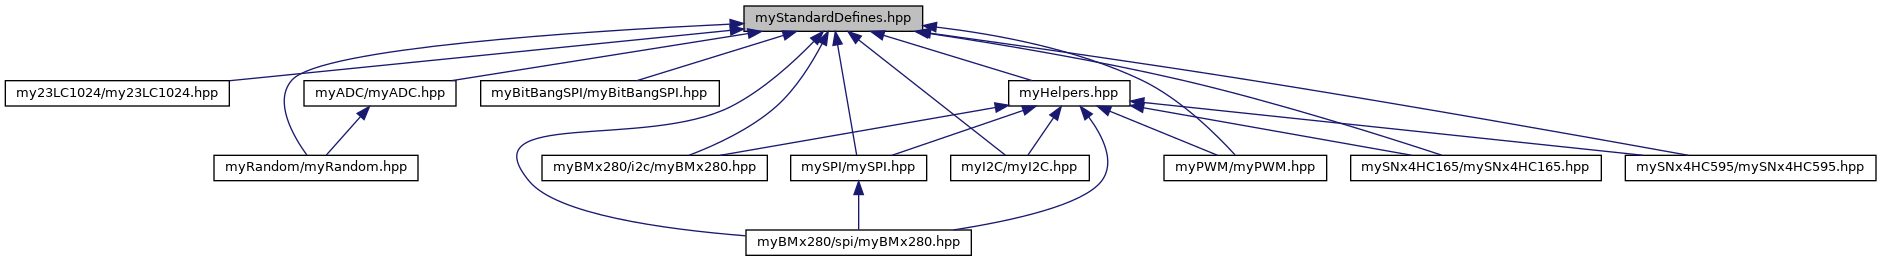 myStandardDefines.hpp
my23LC1024/my23LC1024.hpp
myADC/myADC.hpp
myBitBangSPI/myBitBangSPI.hpp
myHelpers.hpp
myRandom/myRandom.hpp
myBMx280/i2c/myBMx280.hpp
mySPI/mySPI.hpp
myI2C/myI2C.hpp
myPWM/myPWM.hpp
mySNx4HC165/mySNx4HC165.hpp
mySNx4HC595/mySNx4HC595.hpp
myBMx280/spi/myBMx280.hpp